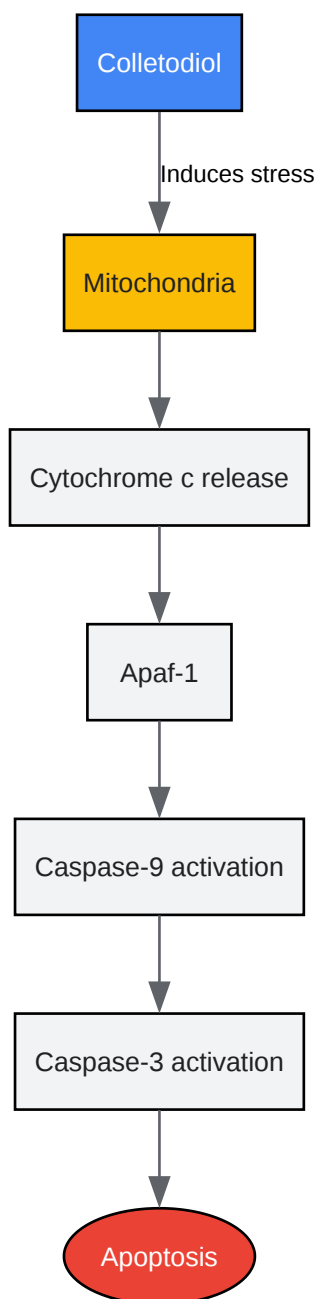 Colletodiol
Induces stress
Mitochondria
Cytochrome c release
Apaf-1
Caspase-9 activation
Caspase-3 activation
Apoptosis